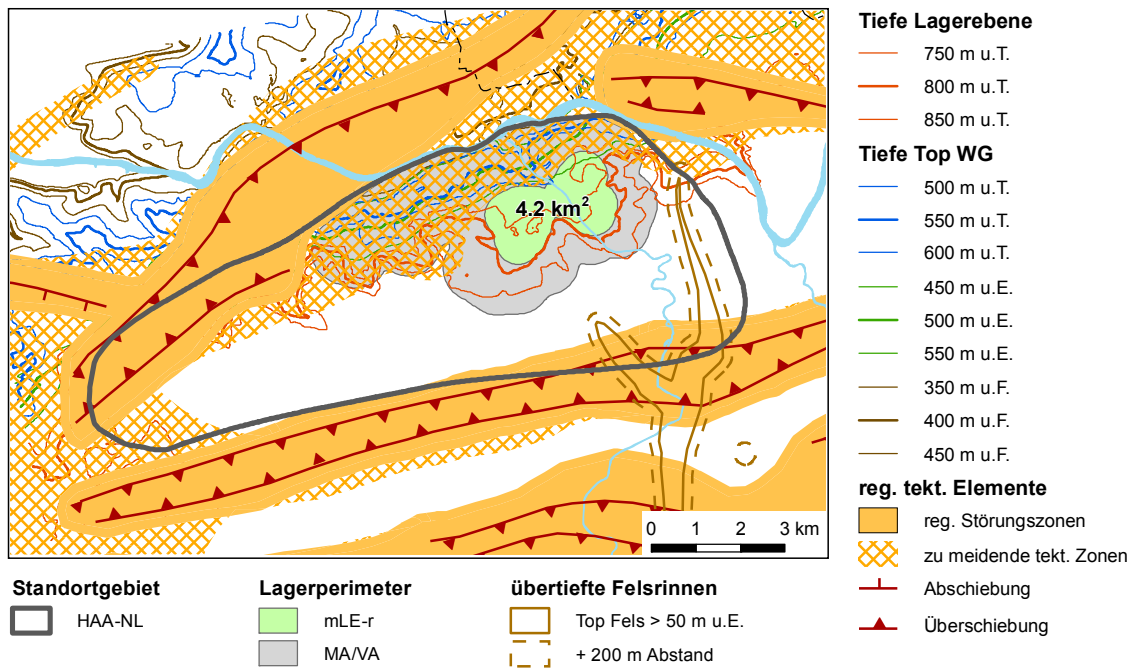 4.2 km²
0 1 2 3 km
Tiefe Lagerebene
750 m u.T.
800 m u.T.
850 m u.T.
Tiefe Top WG
500 m u.T.
550 m u.T.
600 m u.T.
450 m u.E.
500 m u.E.
550 m u.E.
350 m u.F.
400 m u.F.
450 m u.F.
reg. tekt. Elemente
reg. Störungszonen
zu meidende tekt. Zonen
Abschiebung
Überschiebung
Standortgebiet
HAA-NL
Lagerperimeter
mLE-r
MA/VA
übertiefte Felsrinnen
Top Fels > 50 m u.E.
+ 200 m Abstand